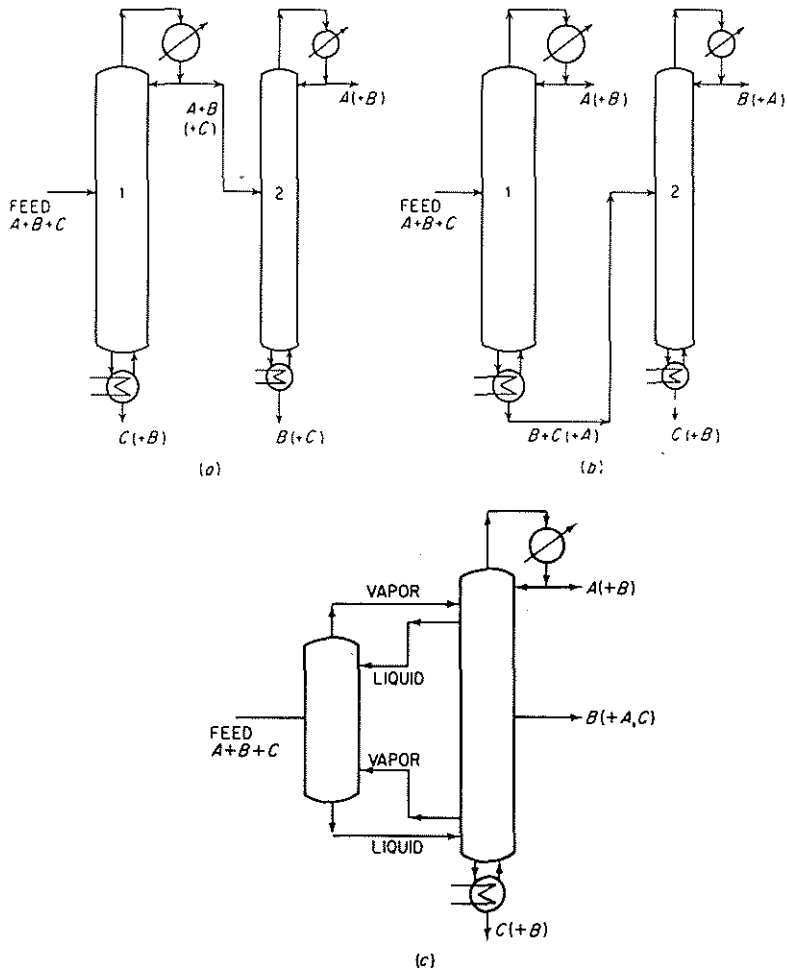 A+B
(+C)
A(+B)
FEED
A+B+C
1
2
C(+B)
B(+C)
(a)
A(+B)
B(+A)
FEED
A+B+C
1
2
B+C(+A)
C(+B)
(b)
VAPOR
A(+B)
LIQUID
FEED
A+B+C
B(+A,C)
VAPOR
LIQUID
C(+B)
(c)